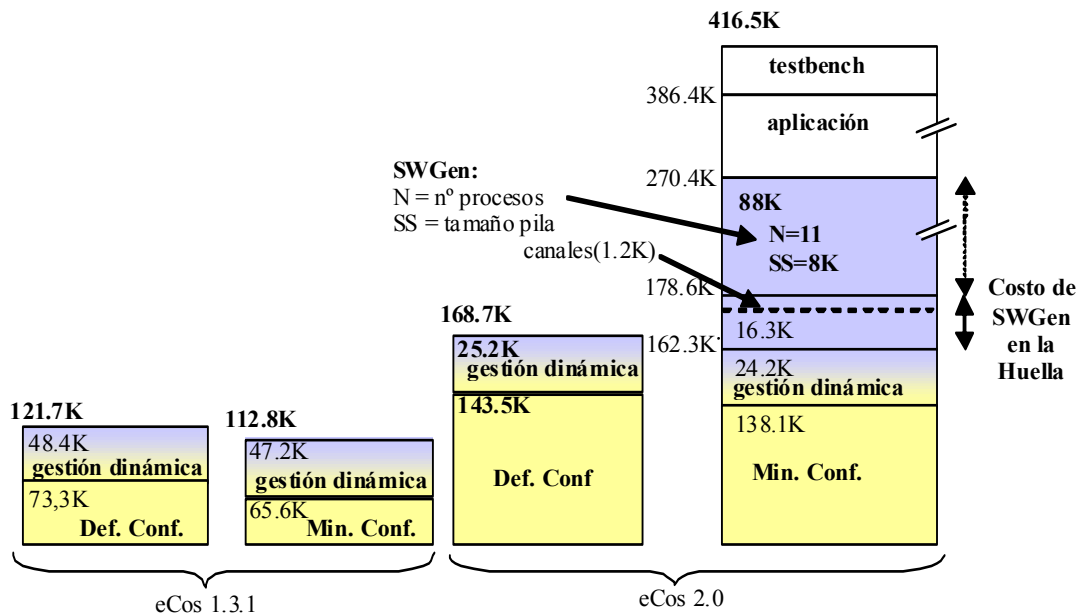 416.5K
testbench
386.4K
aplicación
SWGen:
N = nº procesos
SS = tamaño pila
canales(1.2K)
270.4K
88K
N=11
SS=8K
178.6K
16.3K
162.3K
24.2K
gestión dinámica
138.1K
Min. Conf.
Costo de
SWGen
en la
Huella
168.7K
25.2K
gestión dinámica
143.5K
Def. Conf
121.7K
48.4K
gestión dinámica
73,3K
Def. Conf.
112.8K
47.2K
gestión dinámica
65.6K
Min. Conf.
eCos 1.3.1
eCos 2.0